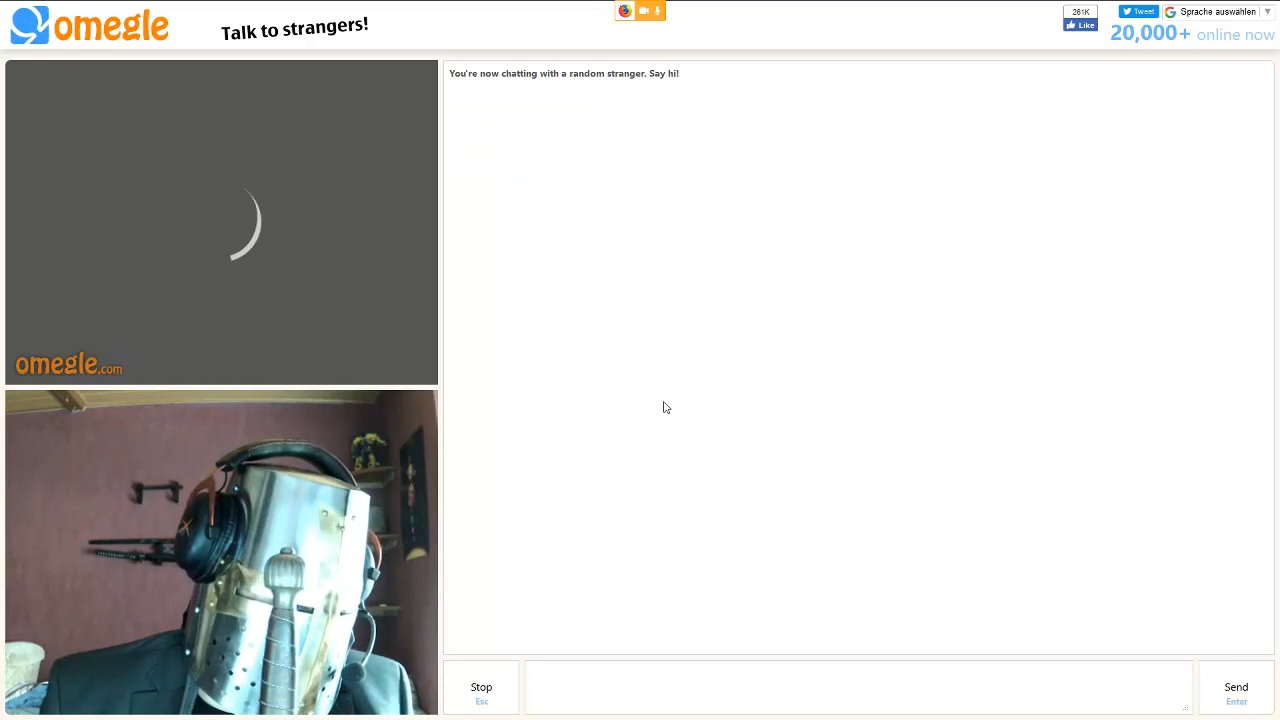 omegle
Talk to strangers!
281K
Like
Tweet
Sprache auswählen
20,000+ online now
You're now chatting with a random stranger. Say hi!
omegle.com
Stop
Esc
Send
Enter